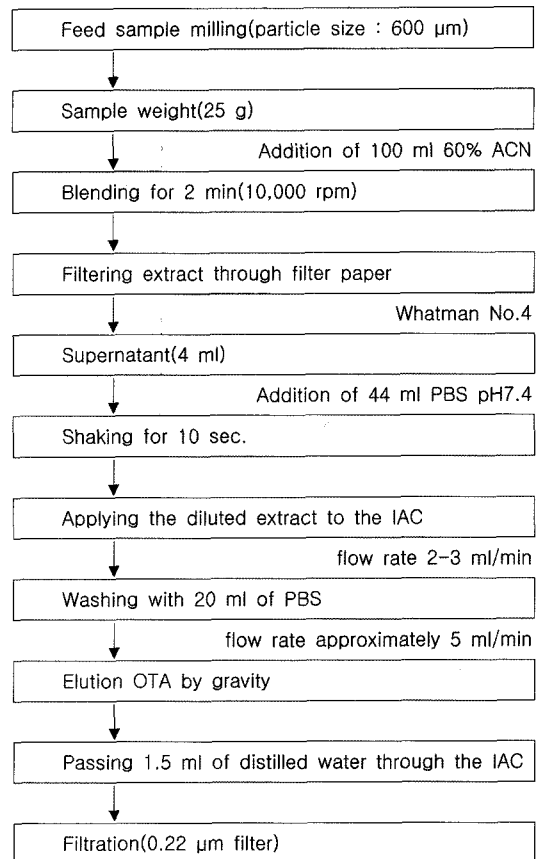 Feed sample milling(particle size : 600 μm)
Sample weight(25 g)
Addition of 100 ml 60% ACN
Blending for 2 min(10,000 rpm)
Filtering extract through filter paper
Whatman No.4
Supernatant(4 ml)
Addition of 44 ml PBS pH7.4
Shaking for 10 sec.
Applying the diluted extract to the IAC
flow rate 2-3 ml/min
Washing with 20 ml of PBS
flow rate approximately 5 ml/min
Elution OTA by gravity
Passing 1.5 ml of distilled water through the IAC
Filtration(0.22 μm filter)